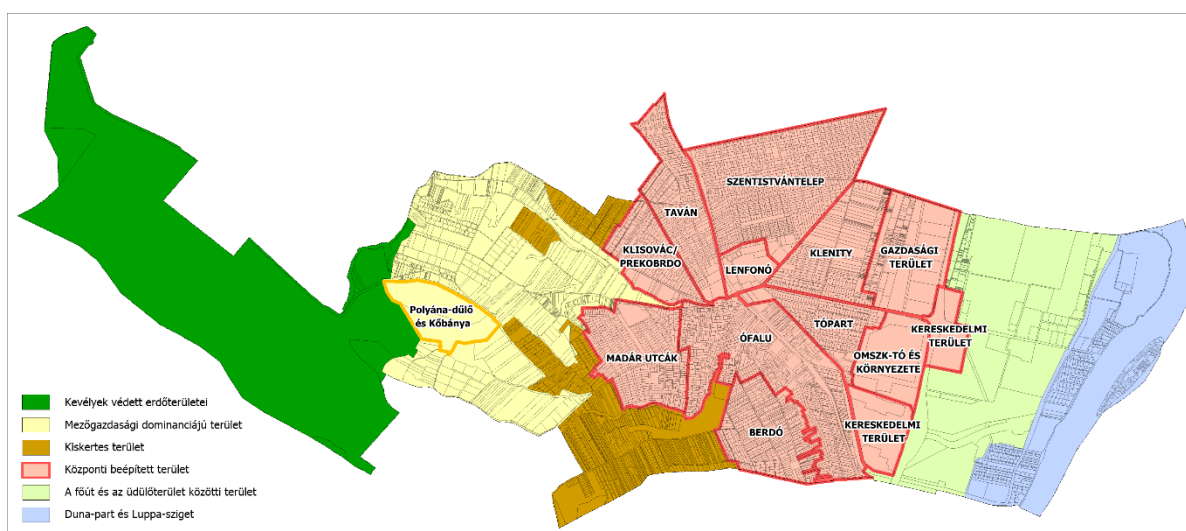 SZENTISTVÁNTELEP
TAVÁN
KLISOVÁC/
PREKOBRDO
LENFONÓ
KLENITY
GAZDASÁGI
TERÜLET
Polyána-dűlő
és Kőbánya
MADÁR UTCÁK
ÓFALU
TÓPART
KERESKEDELMI
TERÜLET
OMSZK-TÓ ÉS
KÖRNYEZETE
BERDÓ
KERESKEDELMI
TERÜLET
Kevélyek védett erdőterületei
Mezőgazdasági dominanciájú terület
Kiskertes terület
Központi beépített terület
A főút és az üdülőterület közötti terület
Duna-part és Luppa-sziget